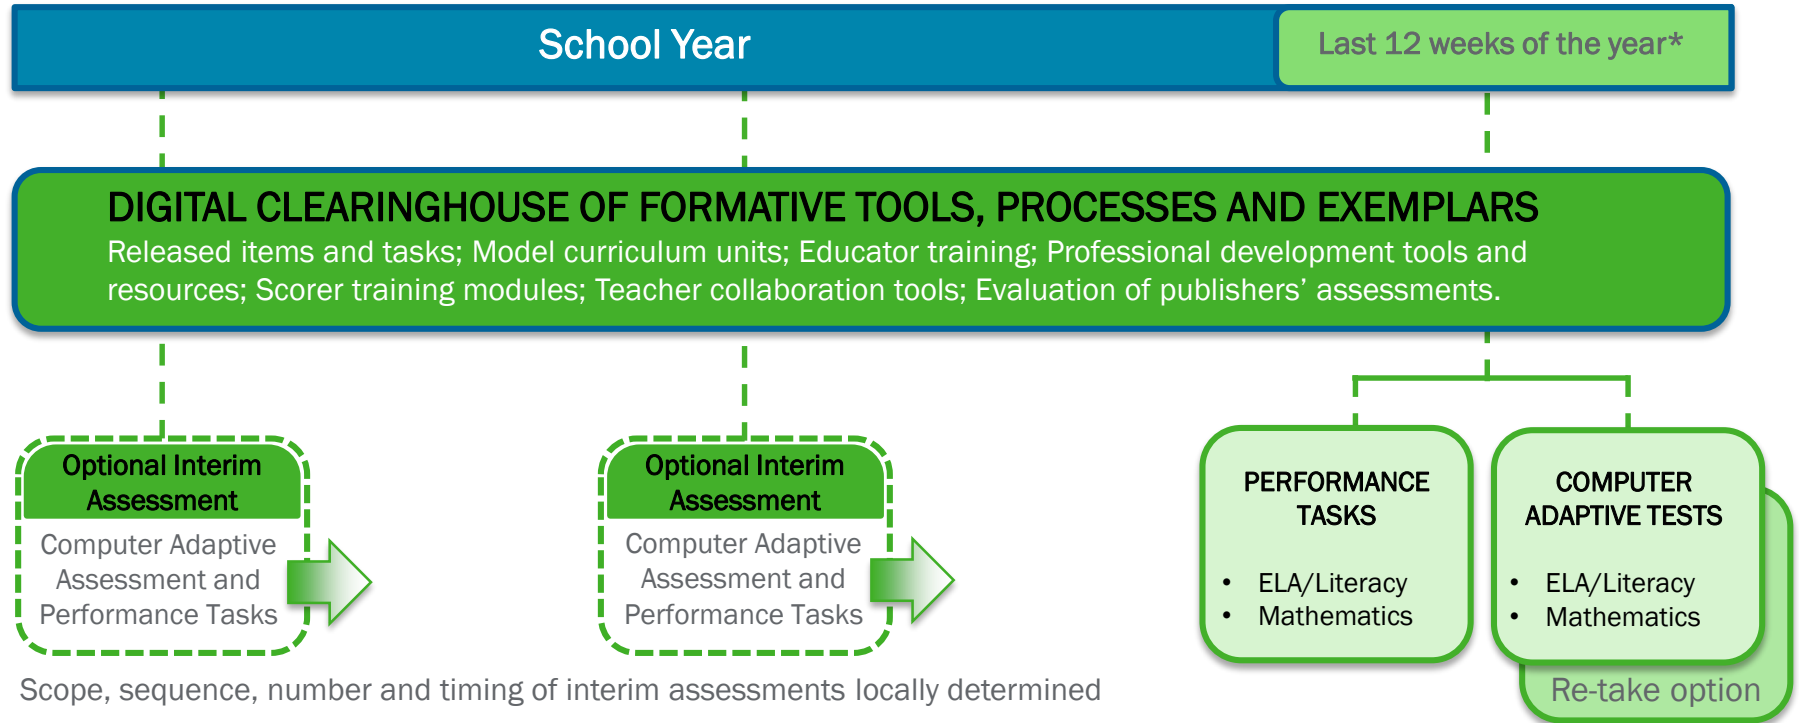 School Year
Last 12 weeks of the year*
DIGITAL CLEARINGHOUSE OF FORMATIVE TOOLS, PROCESSES AND EXEMPLARS
Released items and tasks; Model curriculum units; Educator training; Professional development tools and
resources; Scorer training modules; Teacher collaboration tools; Evaluation of publishers’ assessments.
Optional Interim
Assessment
Computer Adaptive
Assessment and
Performance Tasks
Optional Interim
Assessment
Computer Adaptive
Assessment and
Performance Tasks
PERFORMANCE
TASKS
• ELA/Literacy
• Mathematics
COMPUTER
ADAPTIVE TESTS
• ELA/Literacy
• Mathematics
Re-take option
Scope, sequence, number and timing of interim assessments locally determined